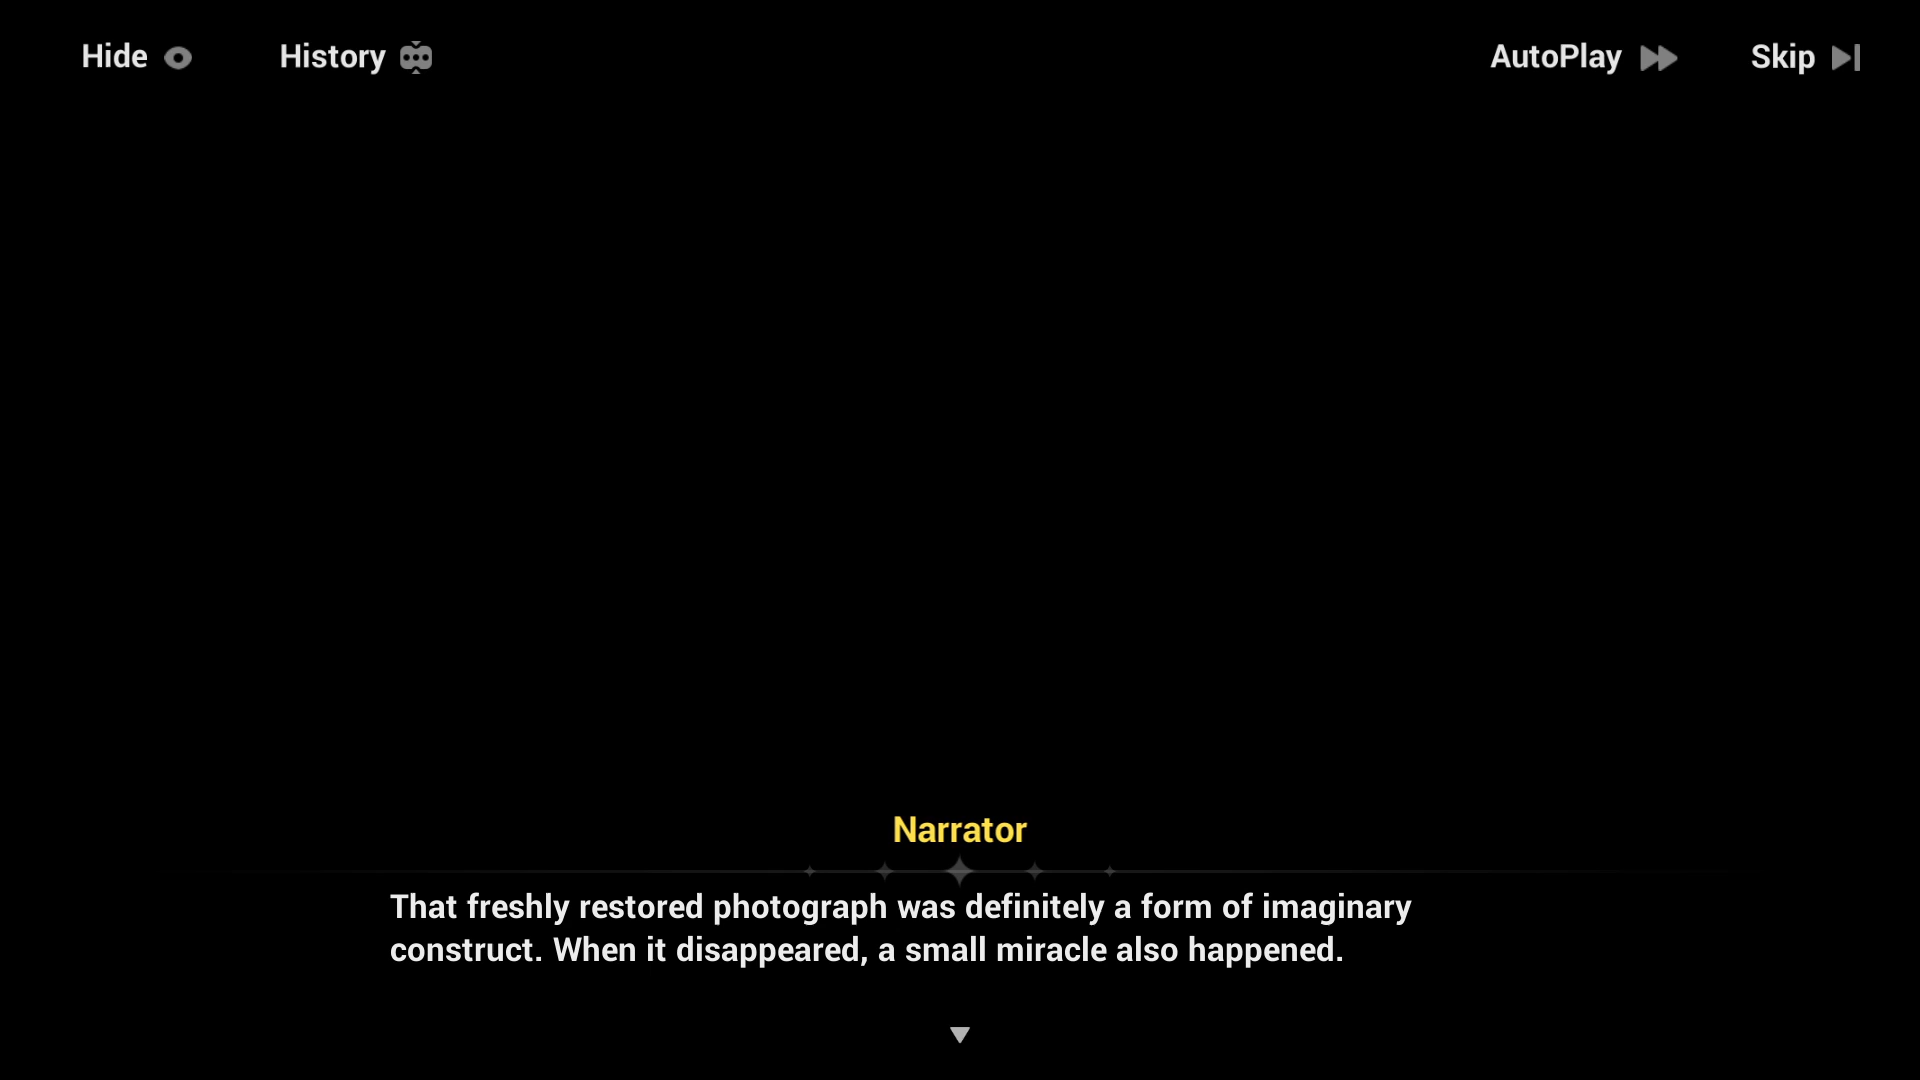 Hide
History
AutoPlay
Skip
Narrator
That freshly restored photograph was definitely a form of imaginary
construct. When it disappeared, a small miracle also happened.